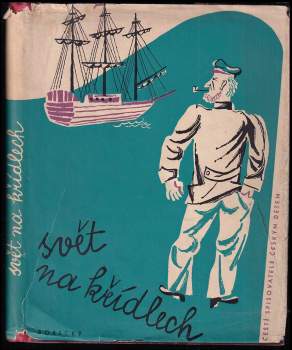 svět na křídlech
svět
na křídlech
ČEŠTÍ SPISOVATELÉ ČESKÝM DĚTEM